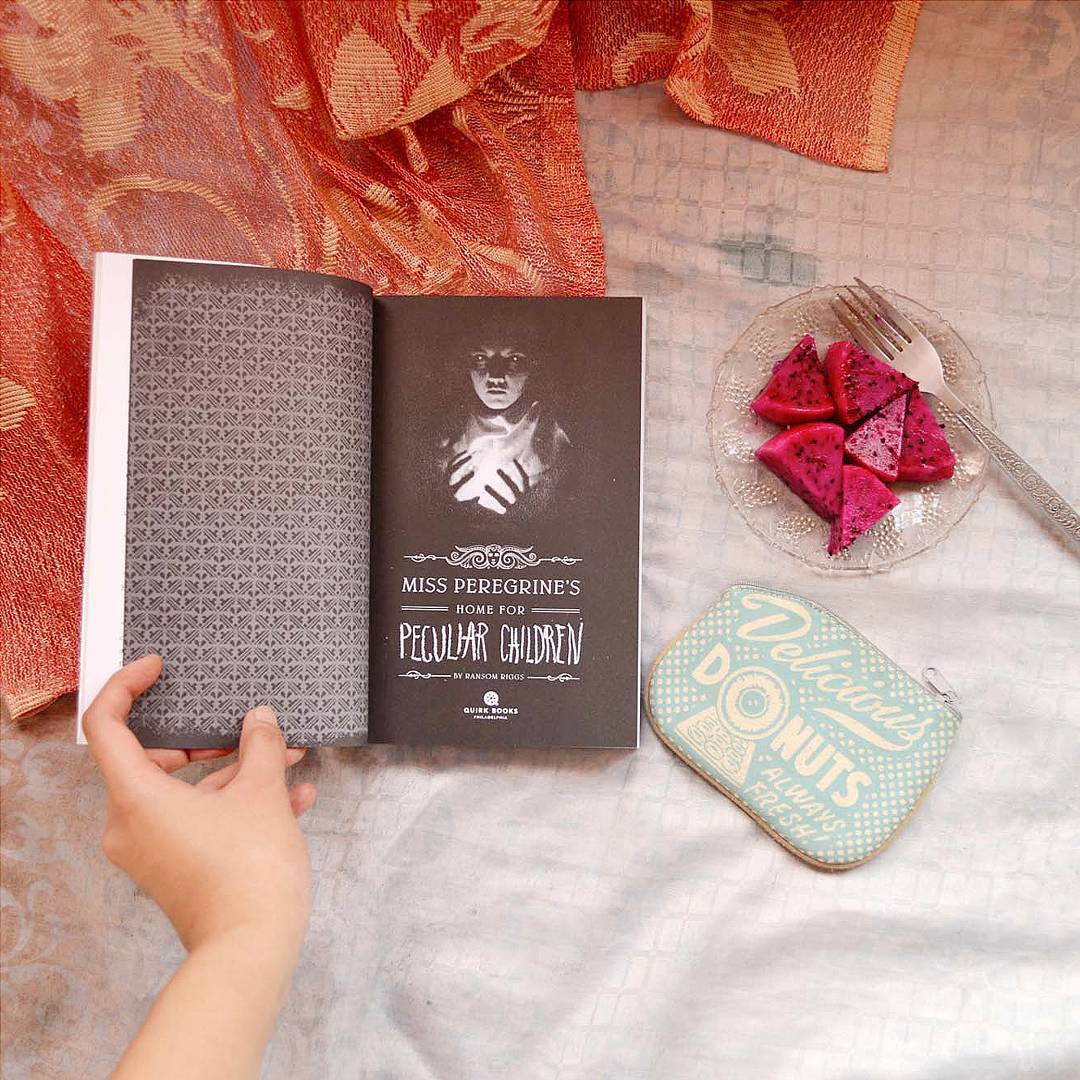 MISS PEREGRINE'S
HOME FOR
PECULIAR CHILDREN
BY RANSOM RIGGS
QUIRK BOOKS
PHILADELPHIA
Delicious
DONUTS
ALWAYS
FRESH!